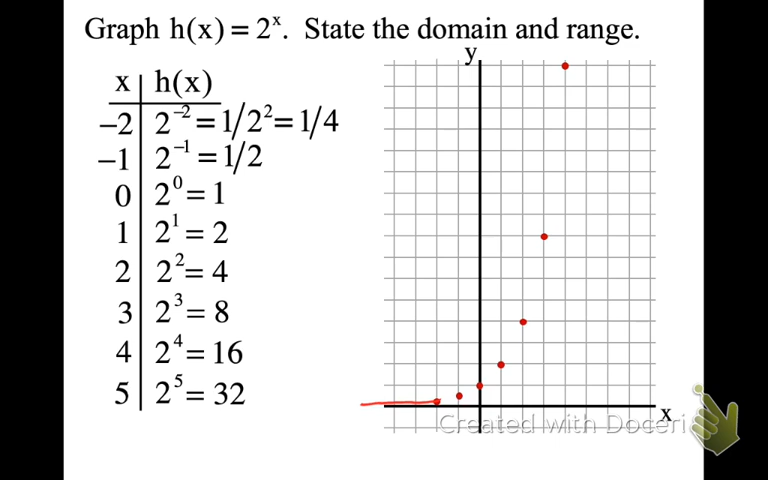 Graph h(x) = 2ˣ. State the domain and range.
x h(x)
−2 2⁻² = 1/2² = 1/4
−1 2⁻¹ = 1/2
0 2⁰ = 1
1 2¹ = 2
2 2² = 4
3 2³ = 8
4 2⁴ = 16
5 2⁵ = 32
y
x
Created with Doceri